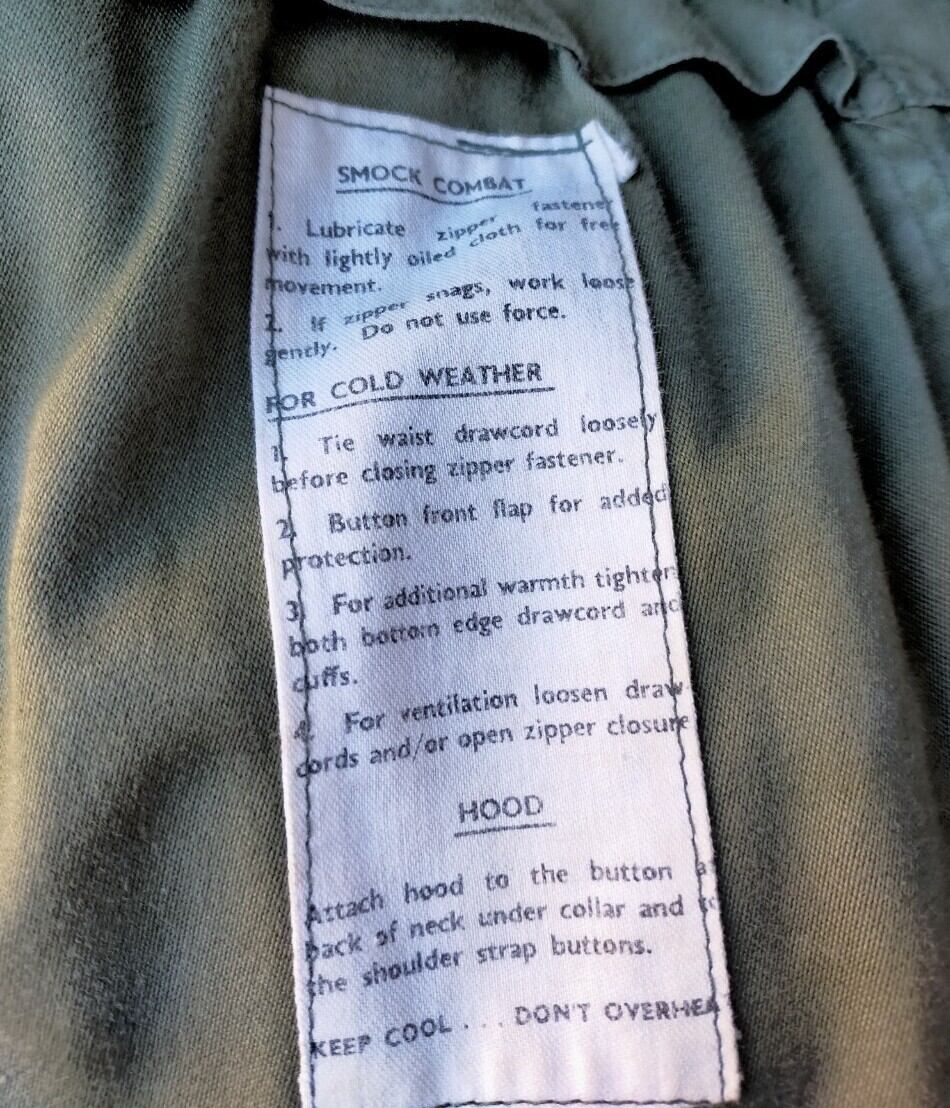 SMOCK COMBAT
1. Lubricate zipper fastener
with lightly oiled cloth for free
movement.
2. If zipper snags, work loose
gently. Do not use force.
FOR COLD WEATHER
1. Tie waist drawcord loosely
before closing zipper fastener.
2. Button front flap for added
protection.
3. For additional warmth tighten
both bottom edge drawcord and
cuffs.
4. For ventilation loosen draw-
cords and/or open zipper closure
HOOD
Attach hood to the button at
back of neck under collar and to
the shoulder strap buttons.
KEEP COOL . . . DON'T OVERHEA